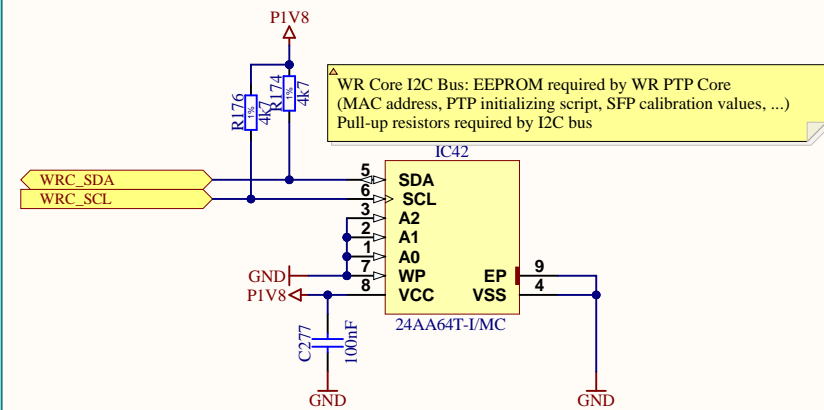 P1V8
R176
1%
4k7
R174
1%
4k7
WR Core I2C Bus: EEPROM required by WR PTP Core
(MAC address, PTP initializing script, SFP calibration values, ...)
Pull-up resistors required by I2C bus
IC42
WRC_SDA
5
SDA
WRC_SCL
6
SCL
3
A2
2
A1
1
A0
GND
7
WP
EP
9
P1V8
8
VCC
VSS
4
24AA64T-I/MC
C277
100nF
GND
GND